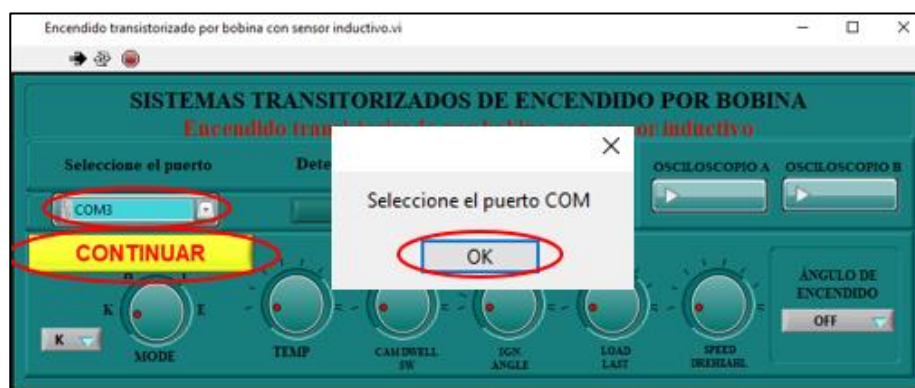 Encendido transistorizado por bobina con sensor inductivo.vi
SISTEMAS TRANSITORIZADOS DE ENCENDIDO POR BOBINA
Encendido inductivo
Seleccione el puerto
OSCILOSCOPIO A
OSCILOSCOPIO B
COM3
Seleccione el puerto COM
OK
CONTINUAR
K
E
K
MODE
TEMP
CAM DWELL
SW
IGN
ANGLE
LOAD
LAST
SPEED
DREHZAHL
ÁNGULO DE
ENCENDIDO
OFF